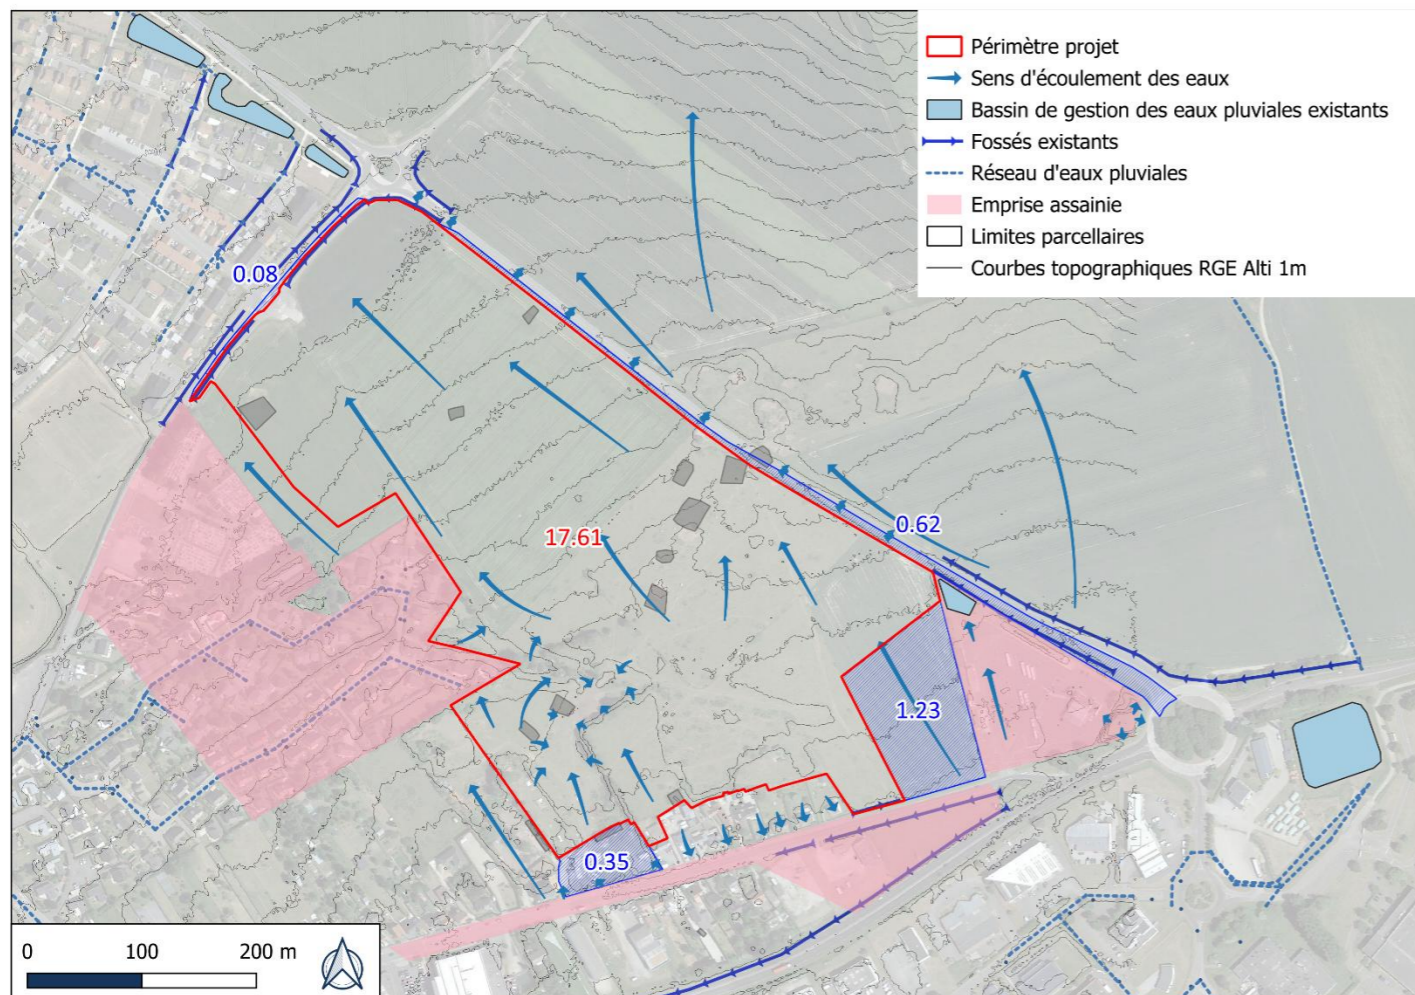 Périmètre projet
Sens d'écoulement des eaux
Bassin de gestion des eaux pluviales existants
Fossés existants
Réseau d'eaux pluviales
Emprise assainie
Limites parcellaires
Courbes topographiques RGE Alti 1m
0.08
17.61
0.62
1.23
0.35
0 100 200 m